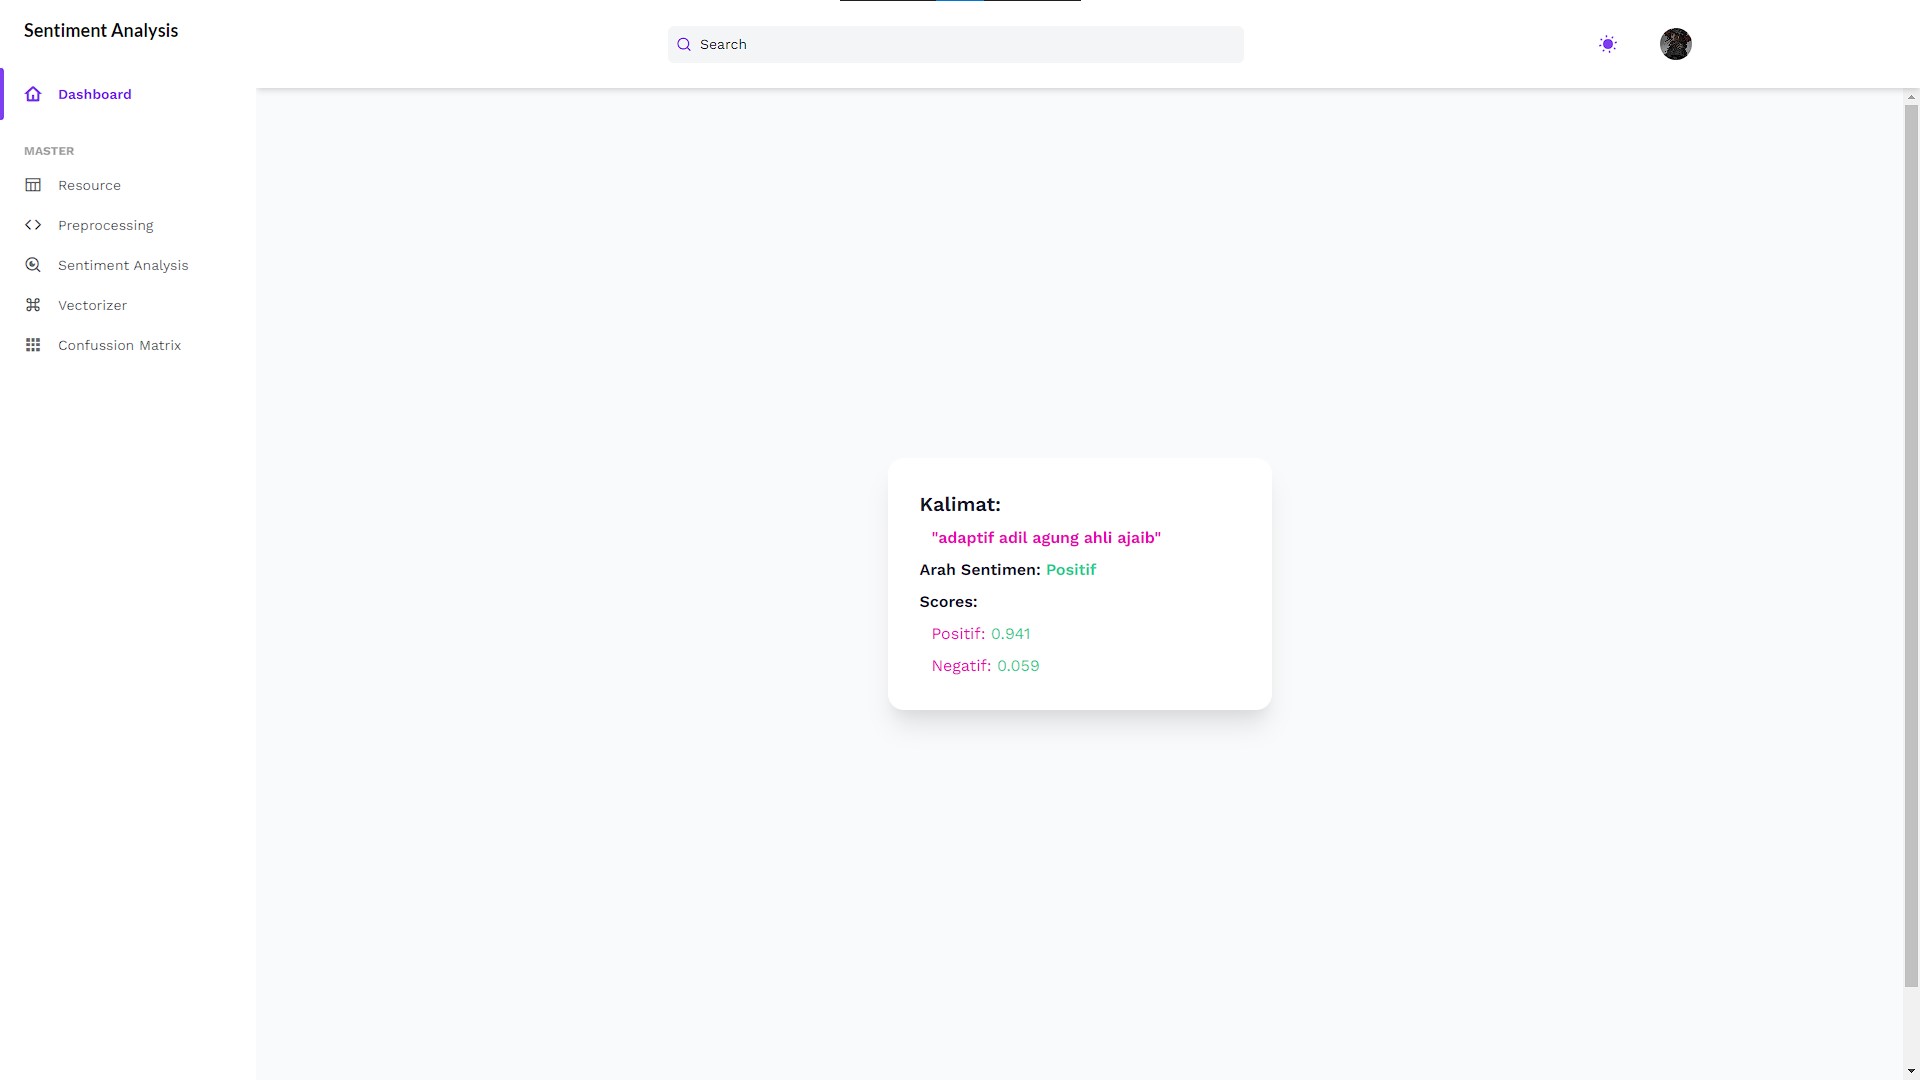 Sentiment Analysis
Search
Dashboard
MASTER
Resource
Preprocessing
Sentiment Analysis
Vectorizer
Confussion Matrix
Kalimat:
"adaptif adil agung ahli ajaib"
Arah Sentimen: Positif
Scores:
Positif: 0.941
Negatif: 0.059